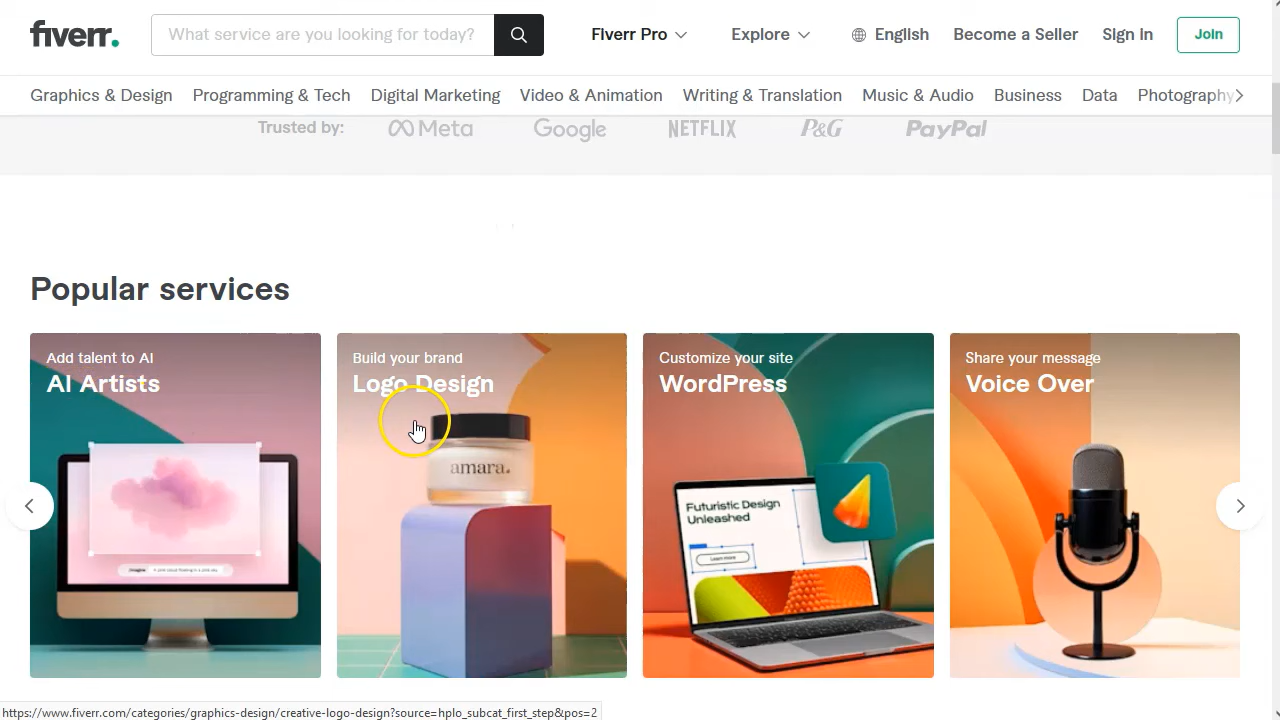 fiverr.
What service are you looking for today?
Fiverr Pro
Explore
English
Become a Seller
Sign In
Join
Graphics & Design
Programming & Tech
Digital Marketing
Video & Animation
Writing & Translation
Music & Audio
Business
Data
Photography
Trusted by:
Meta
Google
NETFLIX
P&G
PayPal
Popular services
Add talent to AI
AI Artists
Build your brand
Logo Design
amara.
Customize your site
WordPress
Futuristic Design
Unleashed
Learn more
Share your message
Voice Over
https://www.fiverr.com/categories/graphics-design/creative-logo-design?source=hplo_subcat_first_step&pos=2